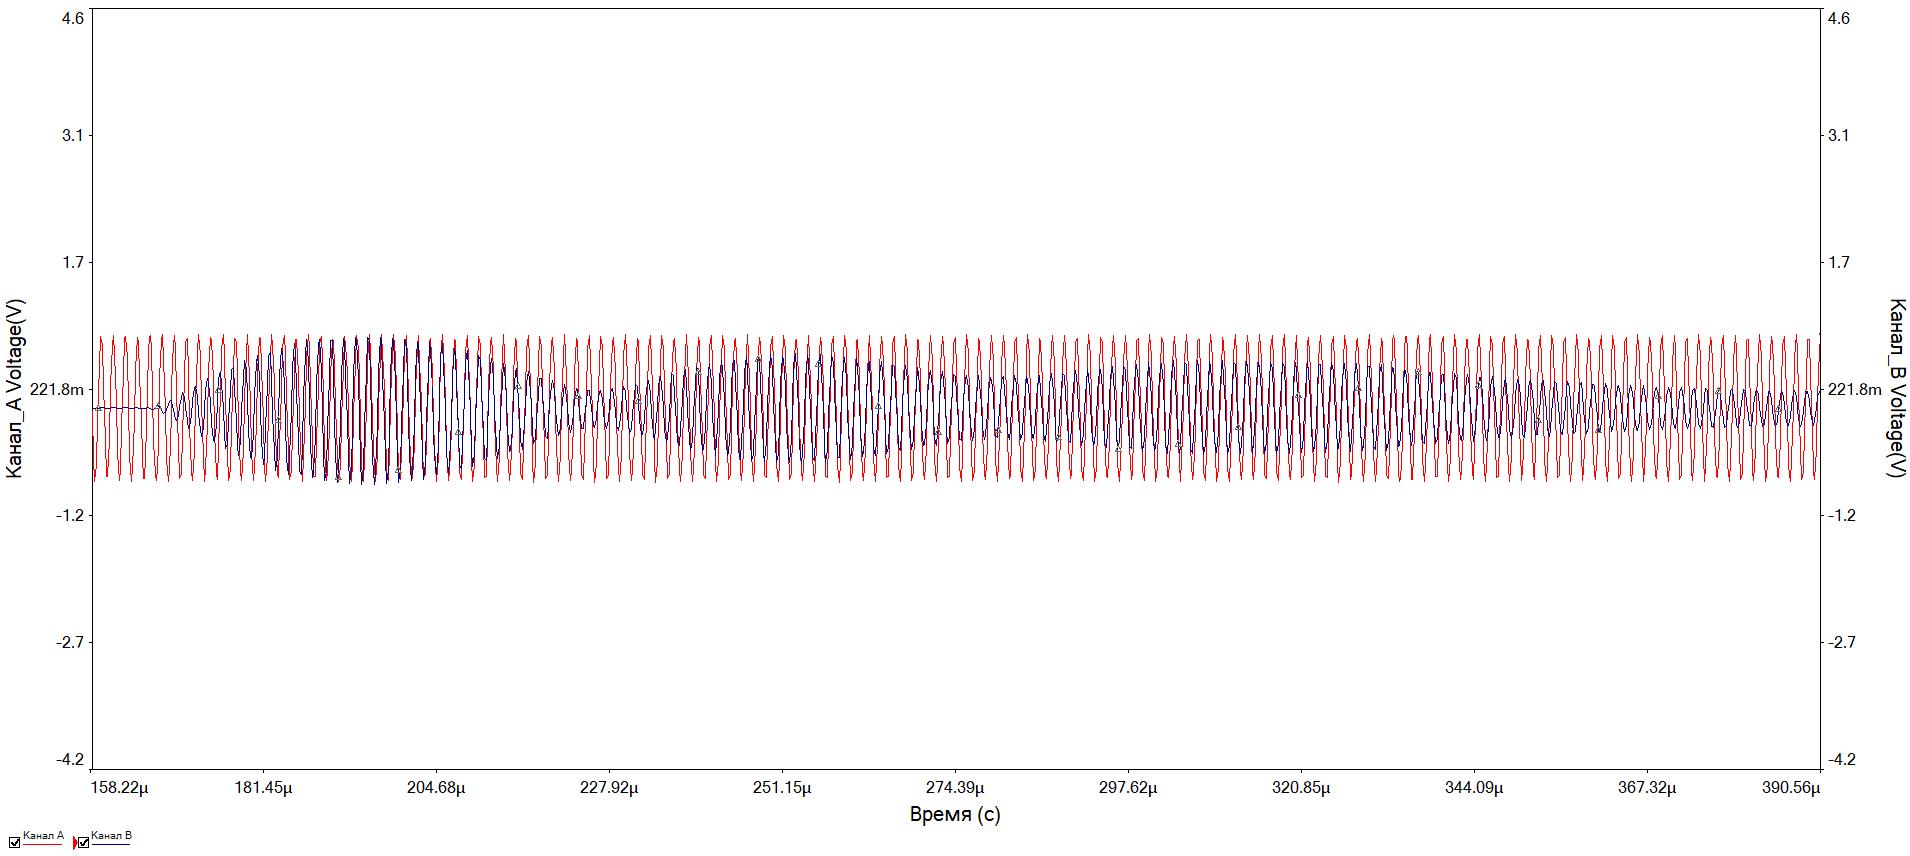 4.6
3.1
1.7
221.8m
-1.2
-2.7
-4.2
Канал_A Voltage(V)
4.6
3.1
1.7
221.8m
-1.2
-2.7
-4.2
Канал_B Voltage(V)
158.22µ 181.45µ 204.68µ 227.92µ 251.15µ 274.39µ 297.62µ 320.85µ 344.09µ 367.32µ 390.56µ
Время (с)
Канал A Канал B